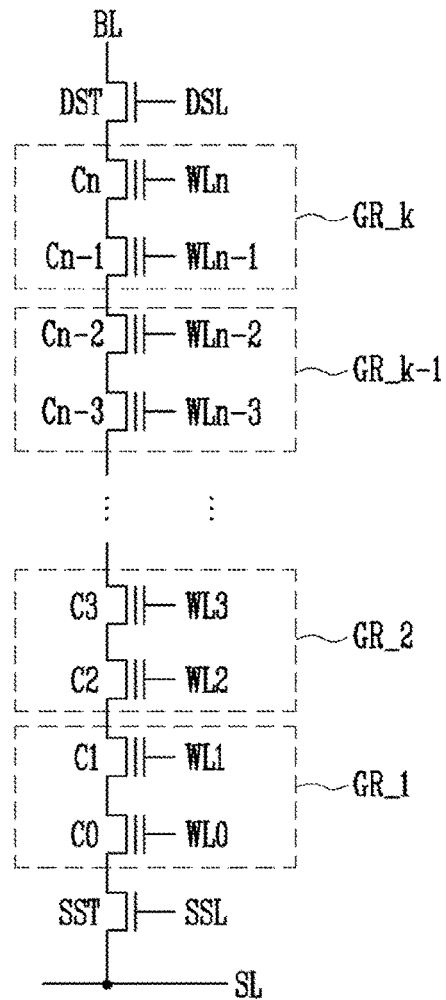 BL
DST DSL
Cn WLn
GR_k
Cn-1 WLn-1
Cn-2 WLn-2
GR_k-1
Cn-3 WLn-3
... ...
C3 WL3
GR_2
C2 WL2
C1 WL1
GR_1
C0 WL0
SST SSL
SL